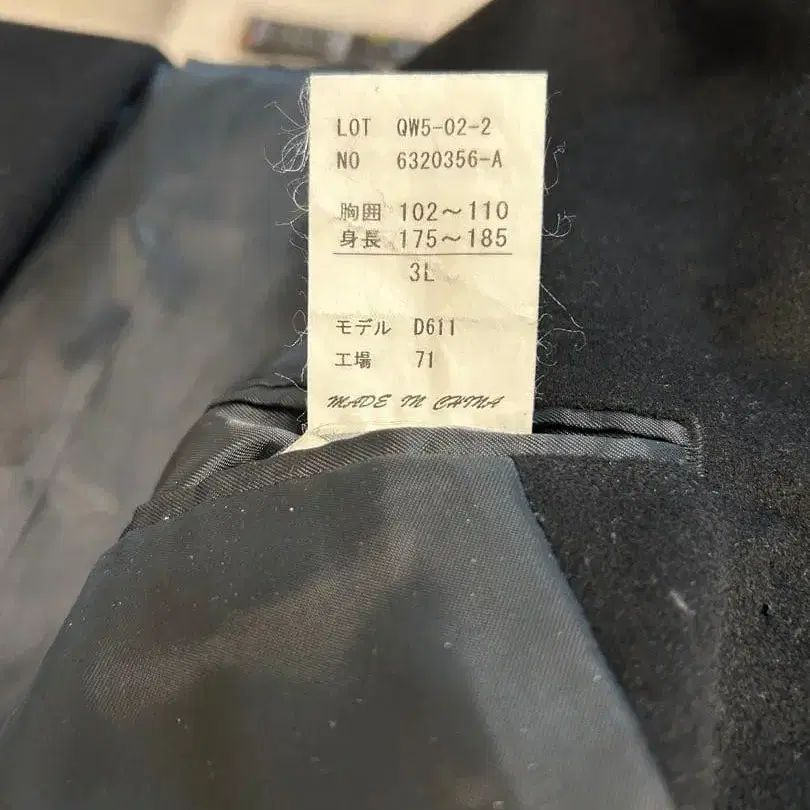 LOT QW5-02-2
NO 6320356-A
胸囲 102～110
身長 175～185
3L
モデル D611
工場 71
MADE IN CHINA